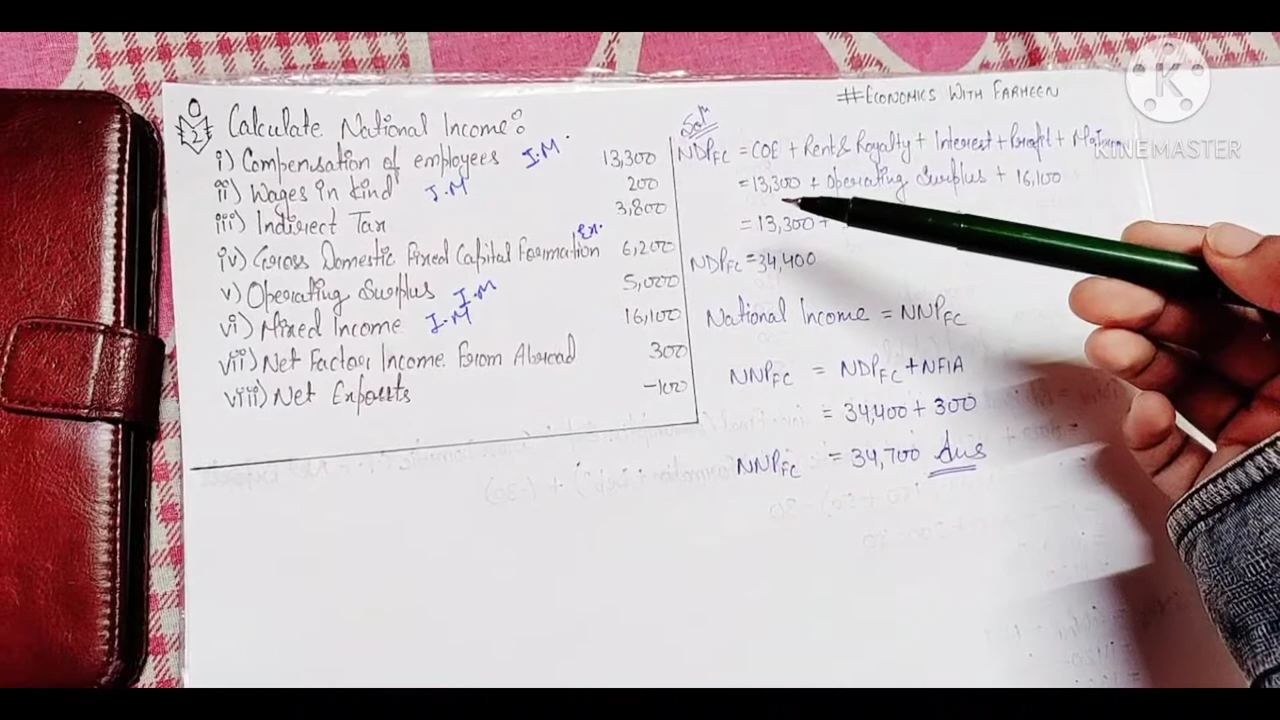 #ECONOMICS WITH FARHEEN
K
KINEMASTER
Q 2 Calculate National Income:
i) Compensation of employees I.M. 13,300
ii) Wages in kind I.M 200
iii) Indirect Tax 3,800
iv) Gross Domestic Fixed Capital Formation Ex. 6,200
v) Operating Surplus I.M 5,000
vi) Mixed Income I.M 16,100
vii) Net Factor Income From Abroad 300
viii) Net Exports -100
Solⁿ
NDPFC = COE + Rent & Royalty + Interest + Profit +
= 13,300 + Operating Surplus + 16,100
= 13,300 +
NDPFC = 34,400
National Income = NNPFC
NNPFC = NDPFC + NFIA
= 34,400 + 300
NNPFC = 34,700 Ans